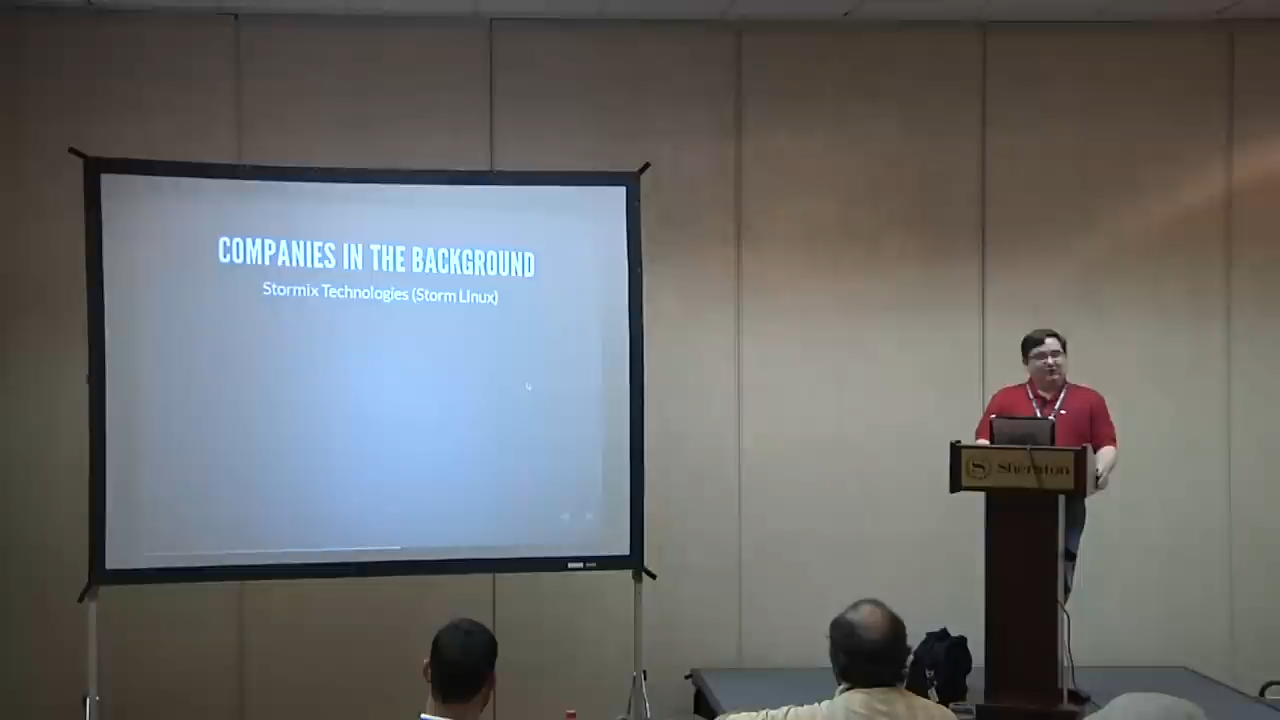 COMPANIES IN THE BACKGROUND
Stormix Technologies (Storm LInux)
S Sheraton